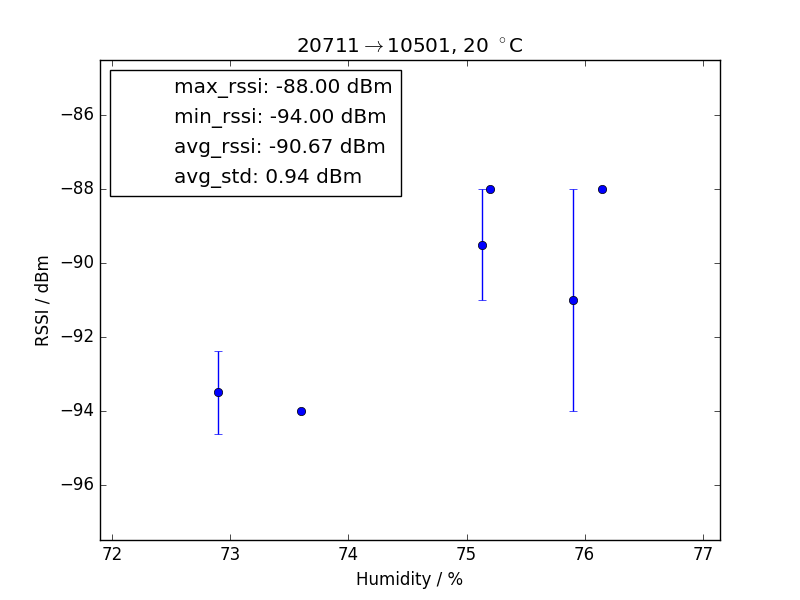 20711→10501, 20 °C
max_rssi: -88.00 dBm
min_rssi: -94.00 dBm
avg_rssi: -90.67 dBm
avg_std: 0.94 dBm
RSSI / dBm
−86
−88
−90
−92
−94
−96
72 73 74 75 76 77
Humidity / %